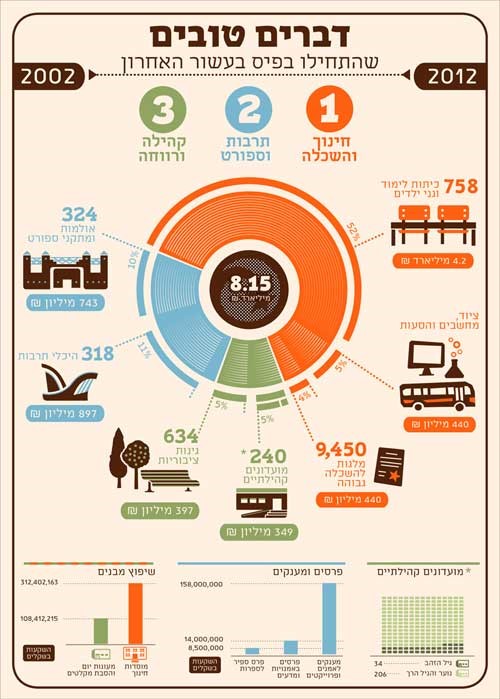 דברים טובים
שהתחילו בפיס בעשור האחרון
2012
2002
1
חינוך
והשכלה
2
תרבות
וספורט
3
קהילה
ורווחה
758 כיתות לימוד
וגני ילדים
4.2 מיליארד ₪
ציוד,
מחשבים והסעות
440 מיליון ₪
9,450
מלגות
להשכלה
גבוהה
440 מיליון ₪
240*
מועדונים
קהילתיים
349 מיליון ₪
634
גינות
ציבוריות
397 מיליון ₪
318 היכלי תרבות
897 מיליון ₪
324
אולמות
ומתקני ספורט
743 מיליון ₪
8.15
מיליארד ₪
52%
5%
4%
5%
5%
11%
10%
*מועדונים קהילתיים
גיל הזהב
34
נוער והגיל הרך
206
פרסים ומענקים
158,000,000
14,000,000
8,500,000
מענקים
לאמנים
ופרוייקטים
פרסים
באמנויות
ומדעים
פרס ספיר
לספרות
השקעות
בשקלים
שיפוץ מבנים
312,402,163
108,412,215
מוסדות
חינוך
מעונות יום
והסבת מקלטים
השקעות
בשקלים